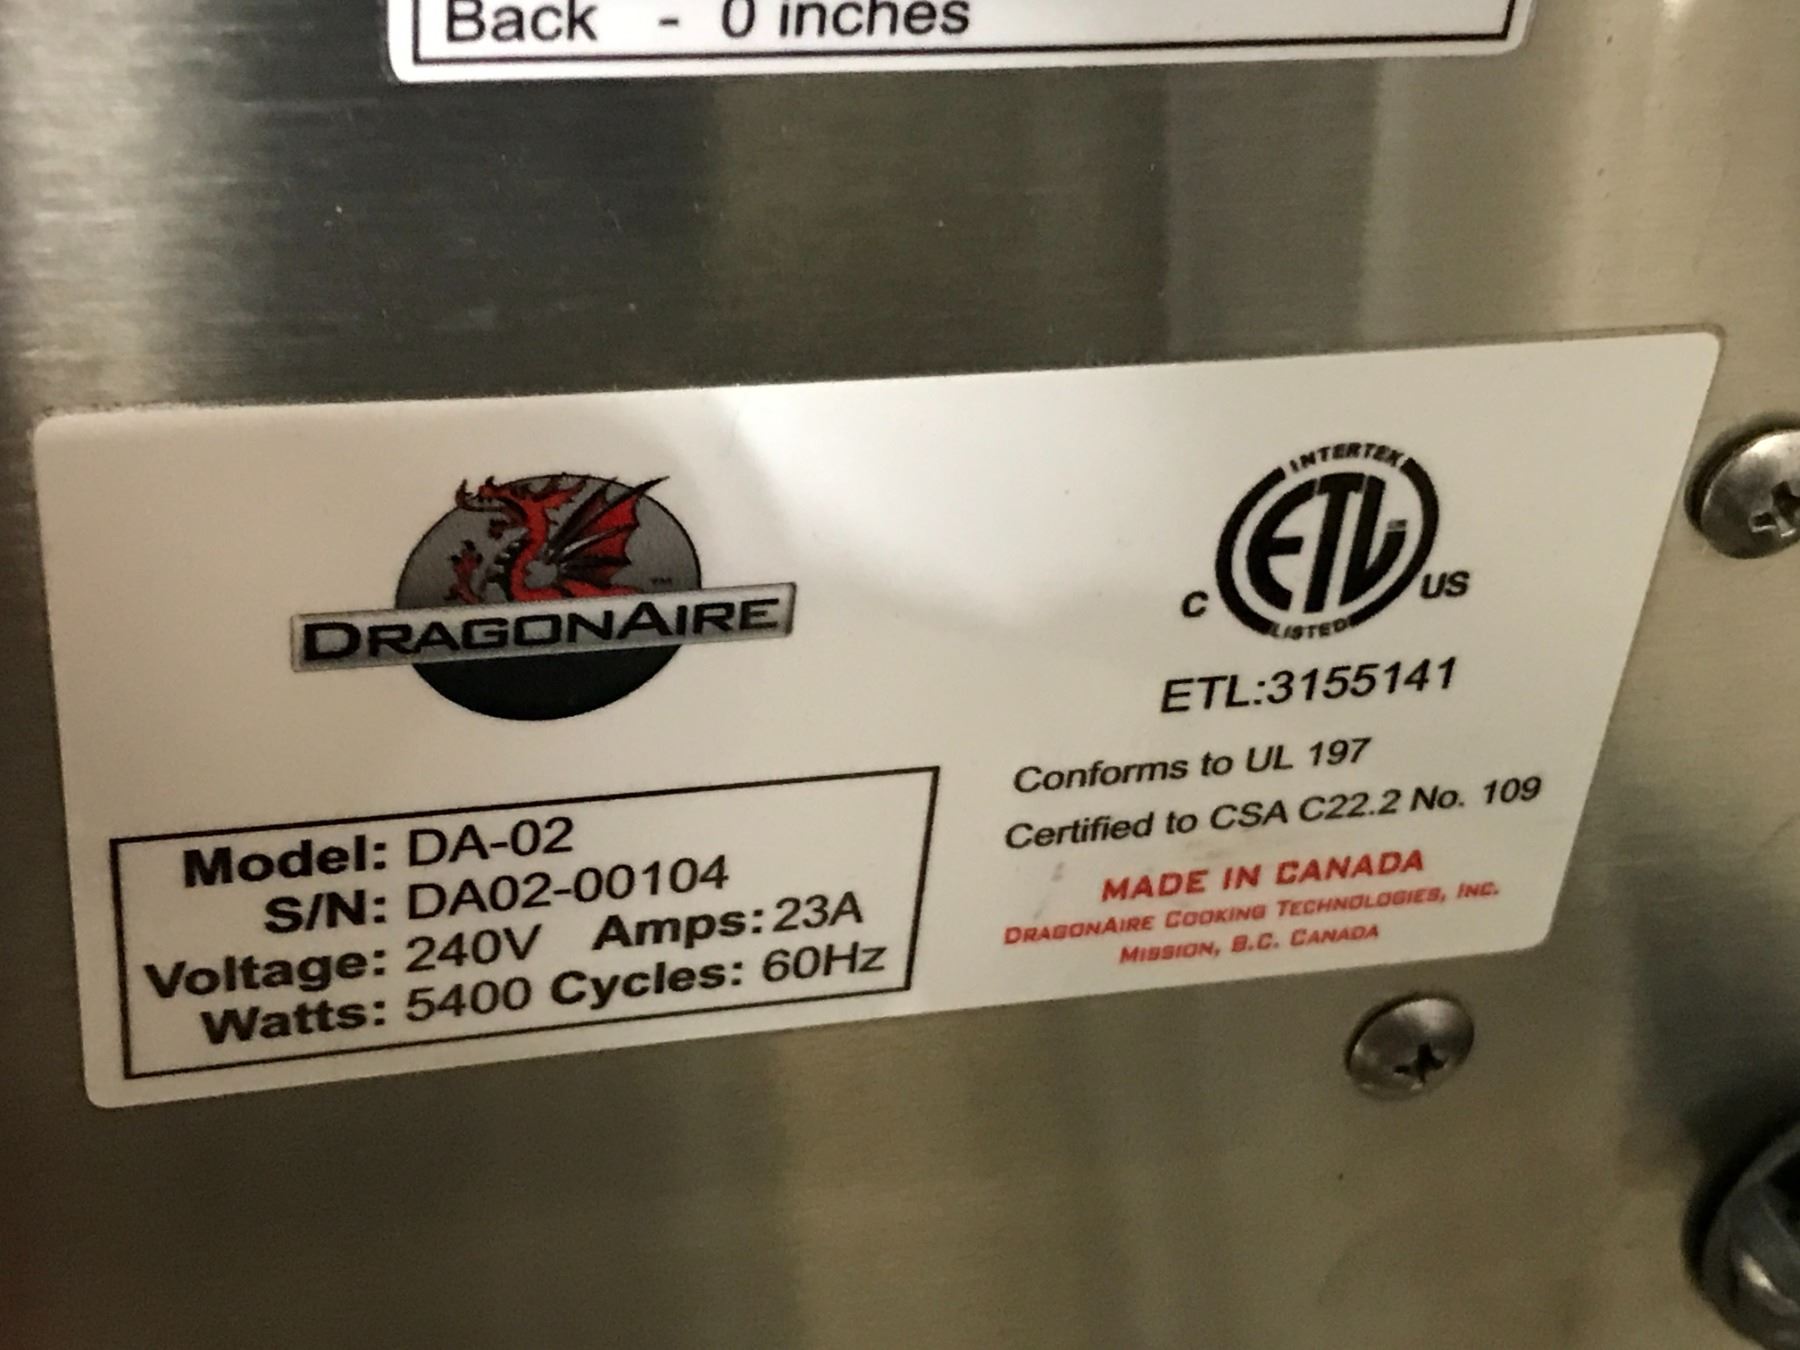 Back - 0 inches
DRAGONAIRE™
INTERTEK
ETL
C US
LISTED
ETL:3155141
Conforms to UL 197
Certified to CSA C22.2 No. 109
MADE IN CANADA
DRAGONAIRE COOKING TECHNOLOGIES, INC.
MISSION, B.C. CANADA
Model: DA-02
S/N: DA02-00104
Voltage: 240V Amps: 23A
Watts: 5400 Cycles: 60Hz